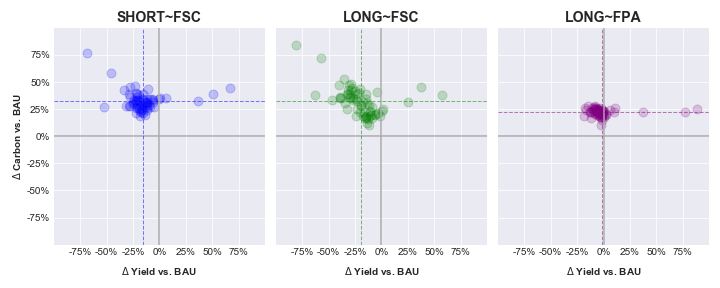 SHORT~FSC LONG~FSC LONG~FPA
75%
50%
25%
0%
-25%
-50%
-75%
Δ Carbon vs. BAU
-75% -50% -25% 0% 25% 50% 75% -75% -50% -25% 0% 25% 50% 75% -75% -50% -25% 0% 25% 50% 75%
Δ Yield vs. BAU Δ Yield vs. BAU Δ Yield vs. BAU